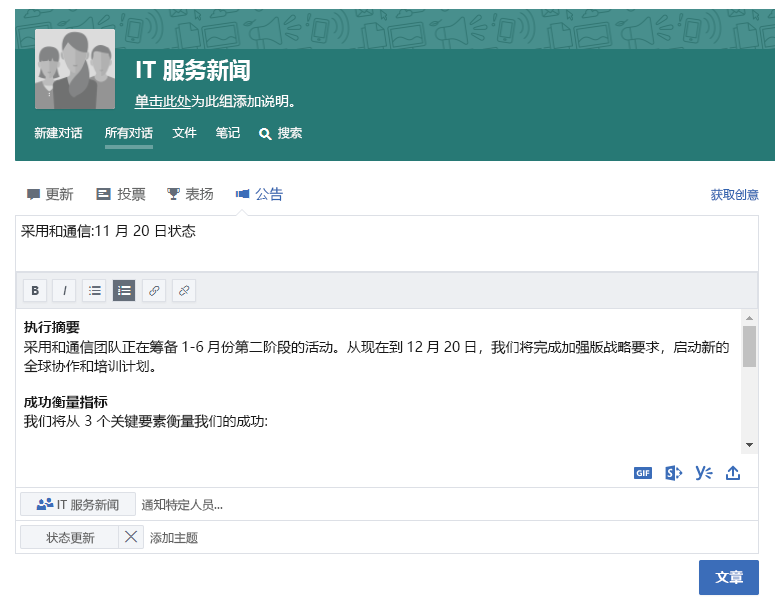 IT 服务新闻
单击此处为此组添加说明。
新建对话 所有对话 文件 笔记 搜索
更新 投票 表扬 公告 获取创意
采用和通信:11 月 20 日状态
B I
执行摘要
采用和通信团队正在筹备 1-6 月份第二阶段的活动。从现在到 12 月 20 日，我们将完成加强版战略要求，启动新的
全球协作和培训计划。
成功衡量指标
我们将从 3 个关键要素衡量我们的成功:
GIF
IT 服务新闻 通知特定人员...
状态更新 添加主题
文章